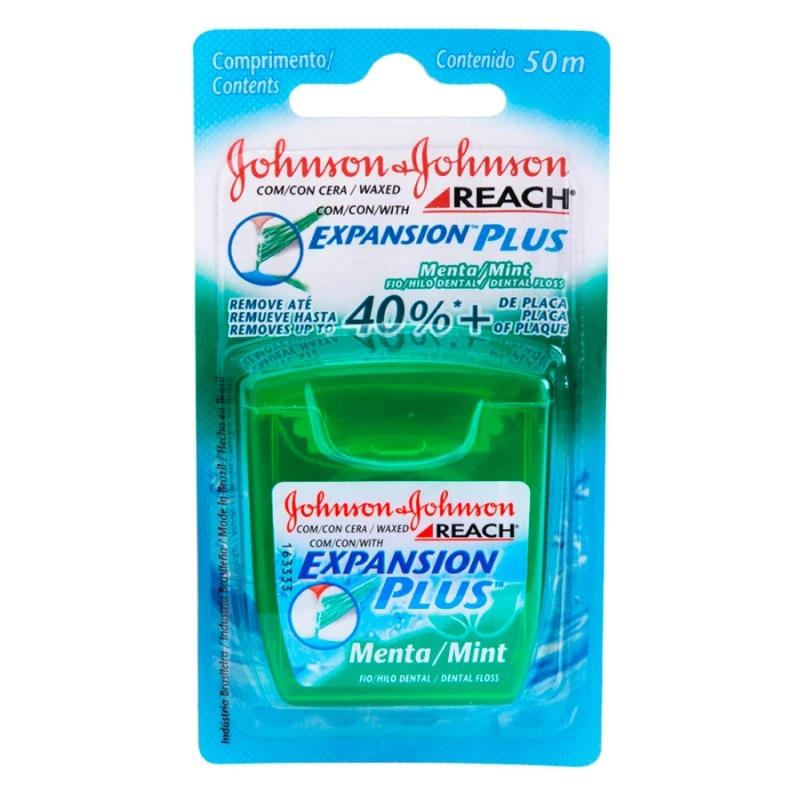 Comprimento/ Contenido 50 m
Contents
Johnson & Johnson
COM/CON CERA / WAXED REACH®
COM/CON/WITH
EXPANSION™ PLUS
Menta/Mint
FIO/HILO DENTAL / DENTAL FLOSS
REMOVE ATÉ
REMUEVE HASTA
REMOVES UP TO
40%*+
DE PLACA
PLACA
OF PLAQUE
Indústria Brasileira / Industria Brasileña / Made in Brazil / Hecho en Brasil
Johnson & Johnson
COM/CON CERA / WAXED REACH®
COM/CON/WITH
163333
EXPANSION
PLUS™
Menta/Mint
FIO/HILO DENTAL / DENTAL FLOSS